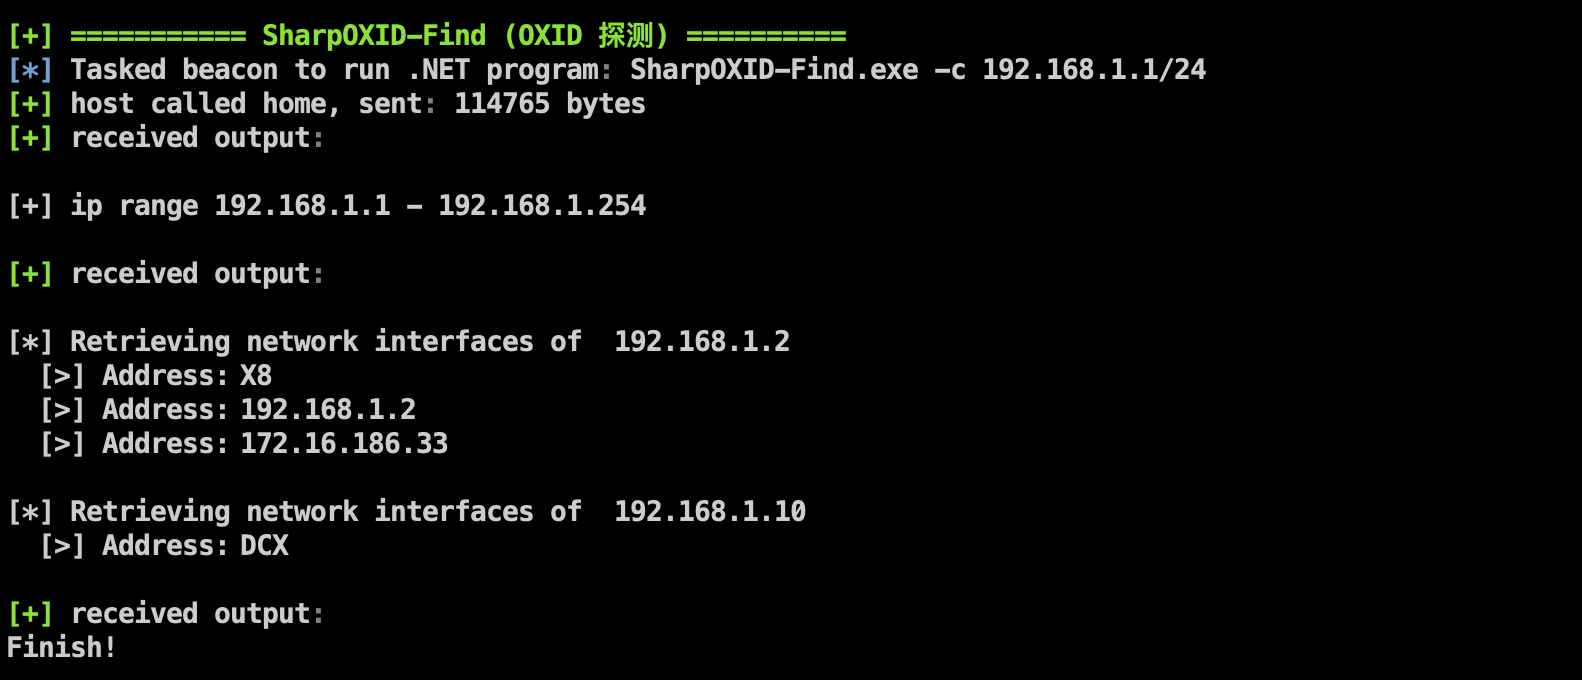 [+] =========== SharpOXID-Find (OXID 探测) ==========
[*] Tasked beacon to run .NET program: SharpOXID-Find.exe -c 192.168.1.1/24
[+] host called home, sent: 114765 bytes
[+] received output:
[+] ip range 192.168.1.1 - 192.168.1.254
[+] received output:
[*] Retrieving network interfaces of  192.168.1.2
  [>] Address: X8
  [>] Address: 192.168.1.2
  [>] Address: 172.16.186.33
[*] Retrieving network interfaces of  192.168.1.10
  [>] Address: DCX
[+] received output:
Finish!